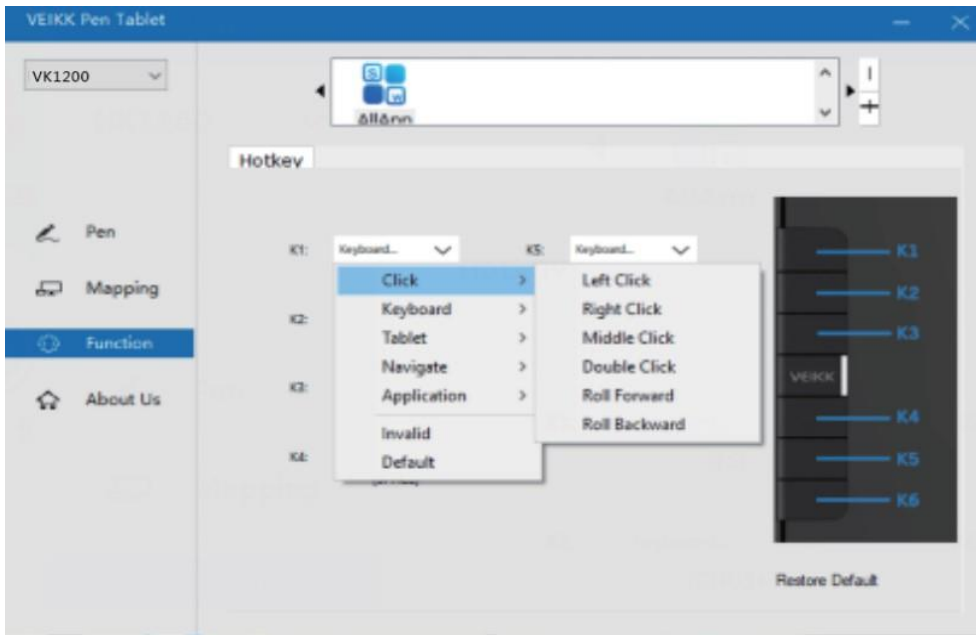 VEIKK Pen Tablet
VK1200
AllApp
Hotkey
Pen
Mapping
Function
About Us
K1: Keyboard...
K5: Keyboard...
K2:
K3:
K4:
Click
Keyboard
Tablet
Navigate
Application
Invalid
Default
Left Click
Right Click
Middle Click
Double Click
Roll Forward
Roll Backward
K1
K2
K3
VEIKK
K4
K5
K6
Restore Default